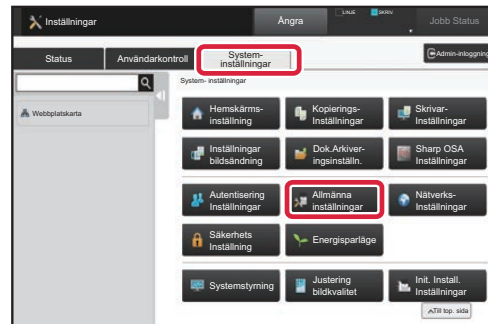 Inställningar
Ångra
LINJE
SKRIV
Jobb Status
Status
Användarkontroll
System-
inställningar
Admin-inloggning
System- inställningar
Webbplatskarta
Hemskärms-
inställning
Kopierings-
Inställningar
Skrivar-
Inställningar
Inställningar
bildsändning
Dok.Arkiver-
ingsinställn.
Sharp OSA
Inställningar
Autentisering
Inställningar
Allmänna
inställningar
Nätverks-
Inställningar
Säkerhets
Inställning
Energisparläge
Systemstyrning
Justering
bildkvalitet
Init. Install.
Inställningar
Till top. sida